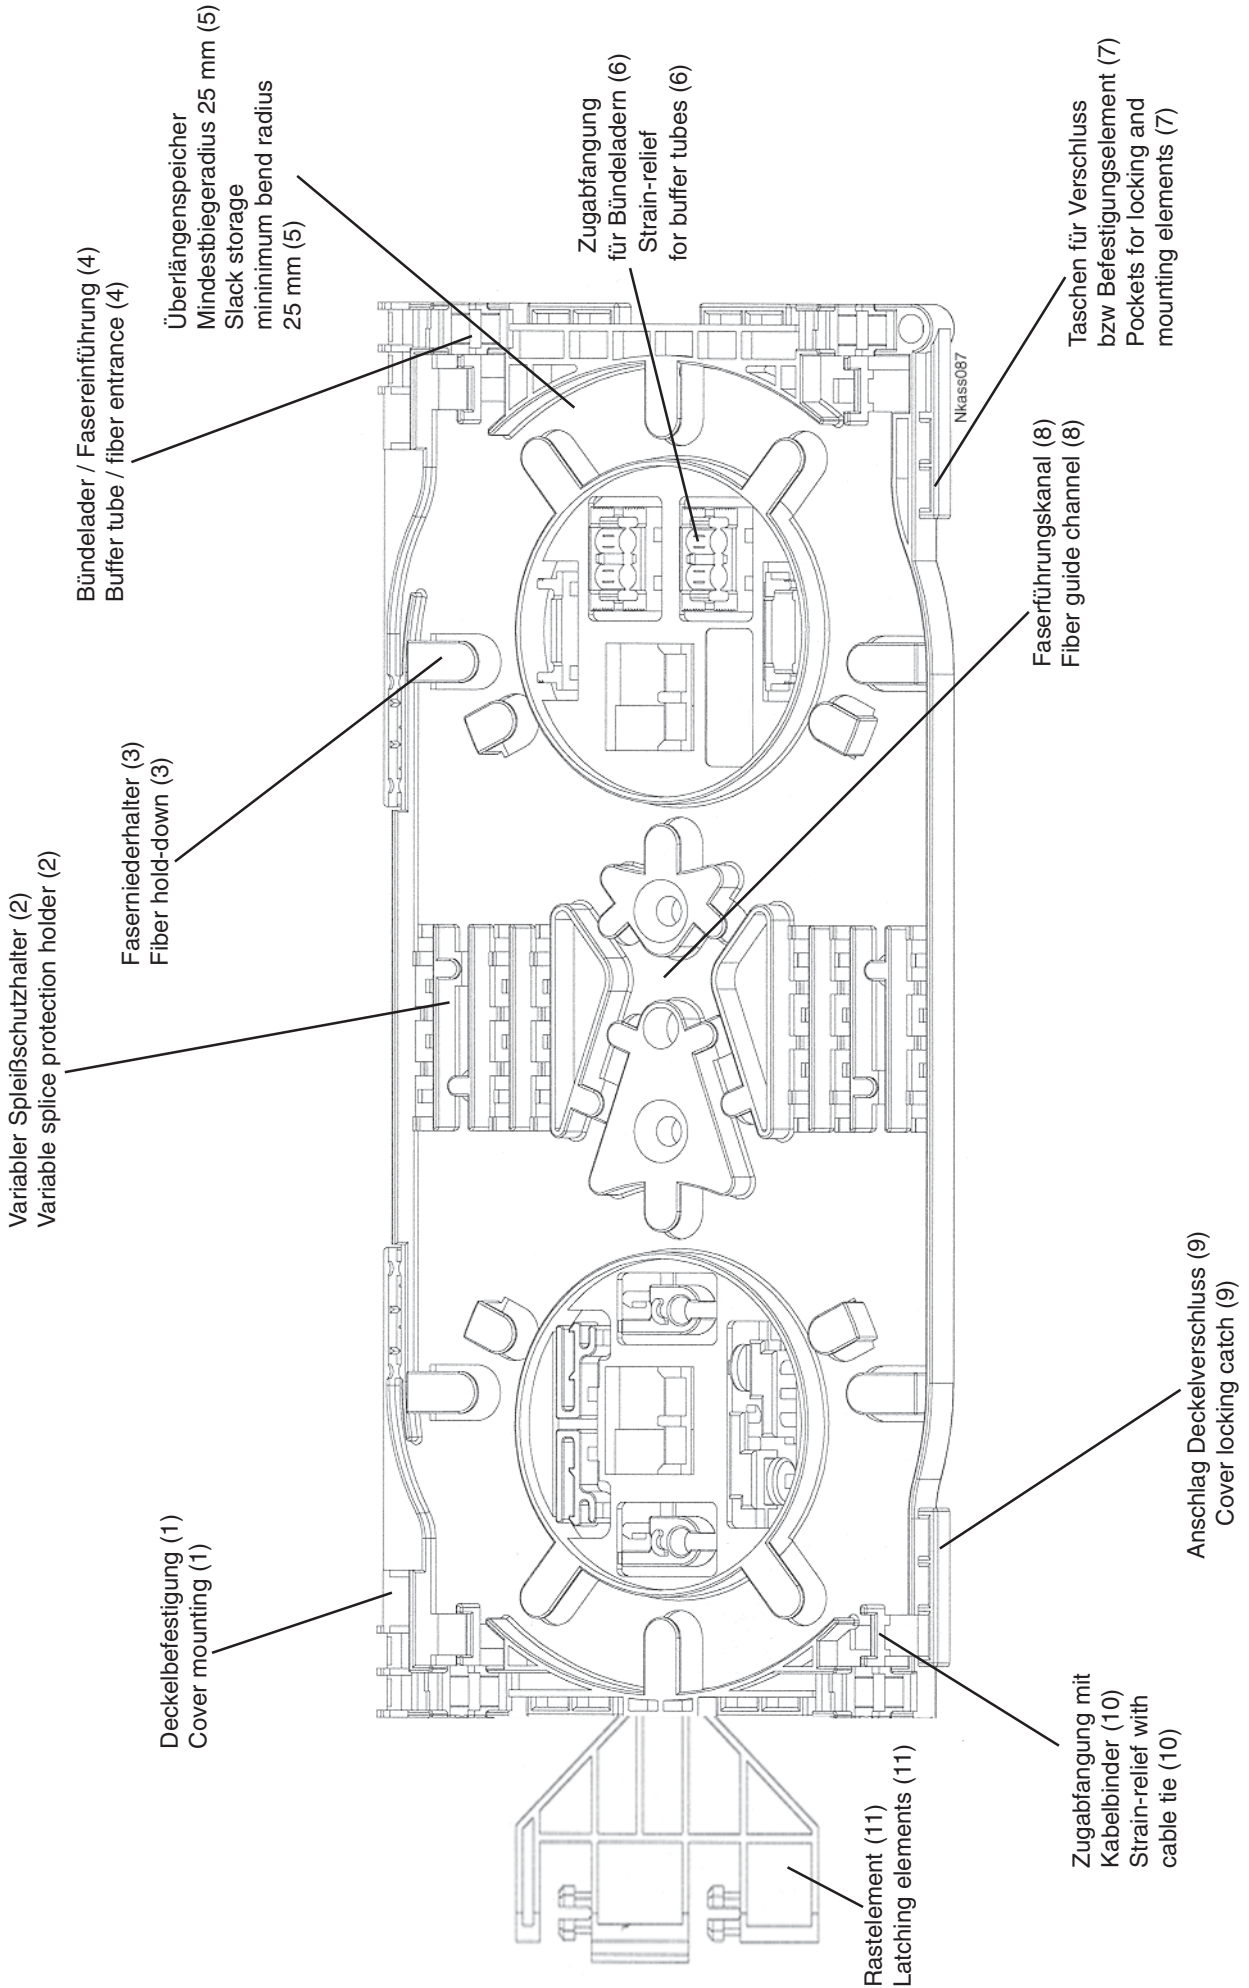 Deckelbefestigung (1)
Cover mounting (1)
Variabler Spleißschutzhalter (2)
Variable splice protection holder (2)
Faserniederhalter (3)
Fiber hold-down (3)
Bündelader / Fasereinführung (4)
Buffer tube / fiber entrance (4)
Überlängenspeicher
Mindestbiegeradius 25 mm (5)
Slack storage
mininimum bend radius
25 mm (5)
Zugabfangung
für Bündeladern (6)
Strain-relief
for buffer tubes (6)
Taschen für Verschluss
bzw Befestigungselement (7)
Pockets for locking and
mounting elements (7)
Nkass087
Faserführungskanal (8)
Fiber guide channel (8)
Anschlag Deckelverschluss (9)
Cover locking catch (9)
Zugabfangung mit
Kabelbinder (10)
Strain-relief with
cable tie (10)
Rastelement (11)
Latching elements (11)